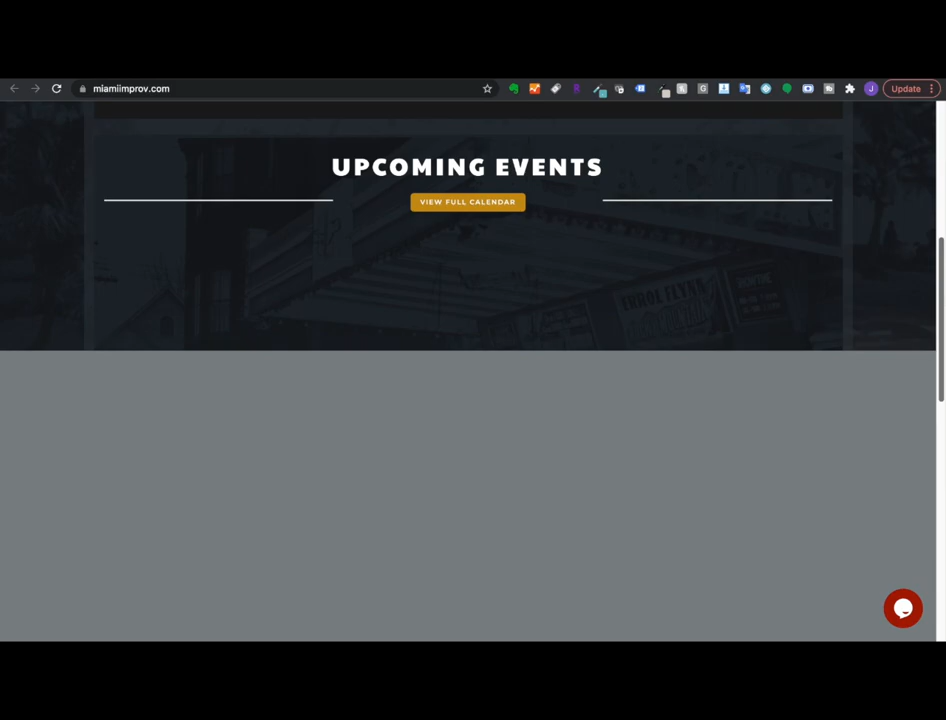 miamiimprov.com
Update
UPCOMING EVENTS
VIEW FULL CALENDAR
ERROL FLYNN